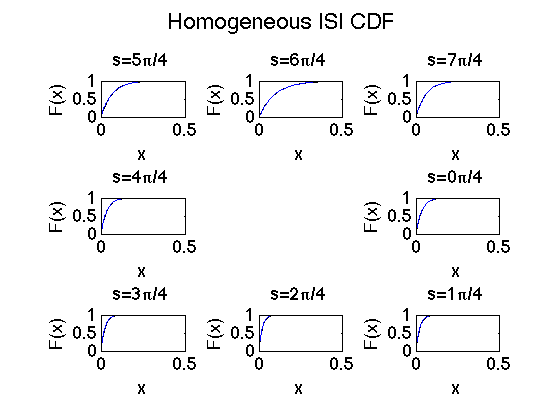 Homogeneous ISI CDF
s=5π/4 s=6π/4 s=7π/4
F(x) 1 0.5 0 F(x) 1 0.5 0 F(x) 1 0.5 0
0 0.5 0 0.5 0 0.5
x x x
s=4π/4 s=0π/4
F(x) 1 0.5 0 F(x) 1 0.5 0
0 0.5 0 0.5
x x
s=3π/4 s=2π/4 s=1π/4
F(x) 1 0.5 0 F(x) 1 0.5 0 F(x) 1 0.5 0
0 0.5 0 0.5 0 0.5
x x x